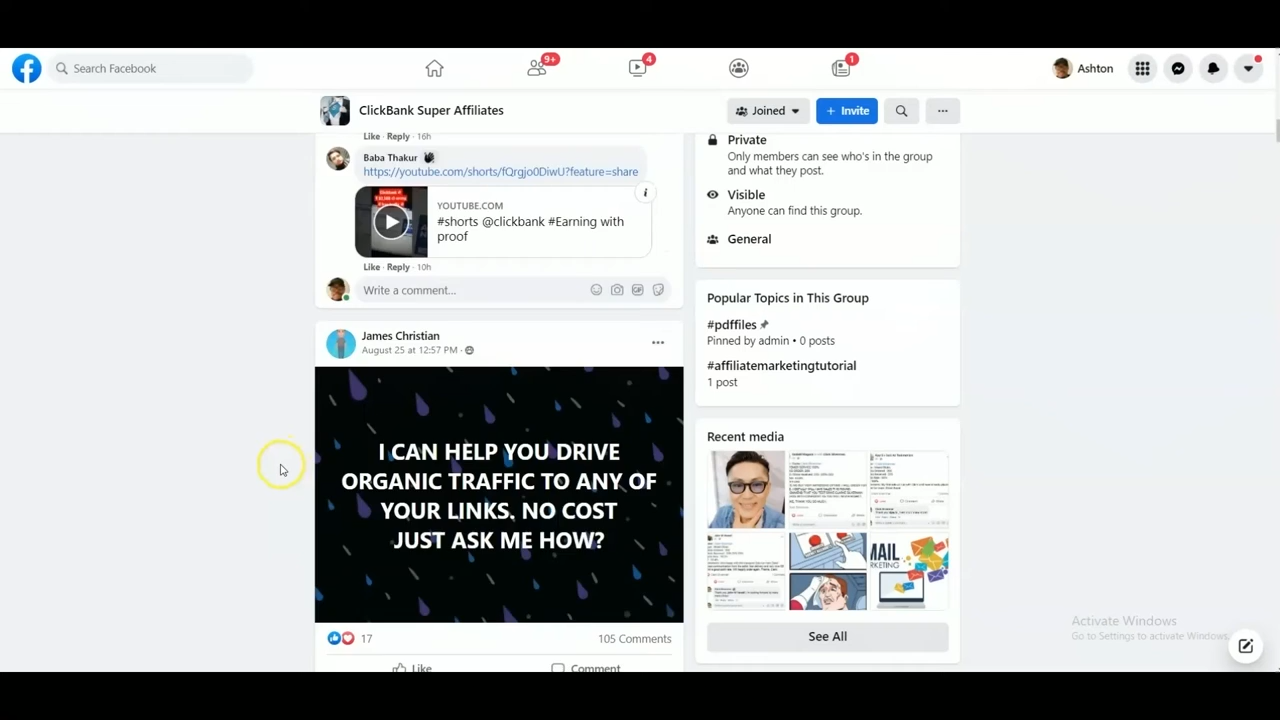 Search Facebook
9+
4
1
Ashton
ClickBank Super Affiliates
Joined
+ Invite
Like · Reply · 16h
Baba Thakur
https://youtube.com/shorts/fQrgjo0DiwU?feature=share
YOUTUBE.COM
#shorts @clickbank #Earning with
proof
Like · Reply · 10h
Write a comment...
James Christian
August 25 at 12:57 PM ·
I CAN HELP YOU DRIVE
ORGANIC TRAFFIC TO ANY OF
YOUR LINKS. NO COST
JUST ASK ME HOW?
17
105 Comments
Like
Comment
Private
Only members can see who's in the group
and what they post.
Visible
Anyone can find this group.
General
Popular Topics in This Group
#pdffiles
Pinned by admin • 0 posts
#affiliatemarketingtutorial
1 post
Recent media
MAIL
MARKETING
See All
Activate Windows
Go to Settings to activate Windows.